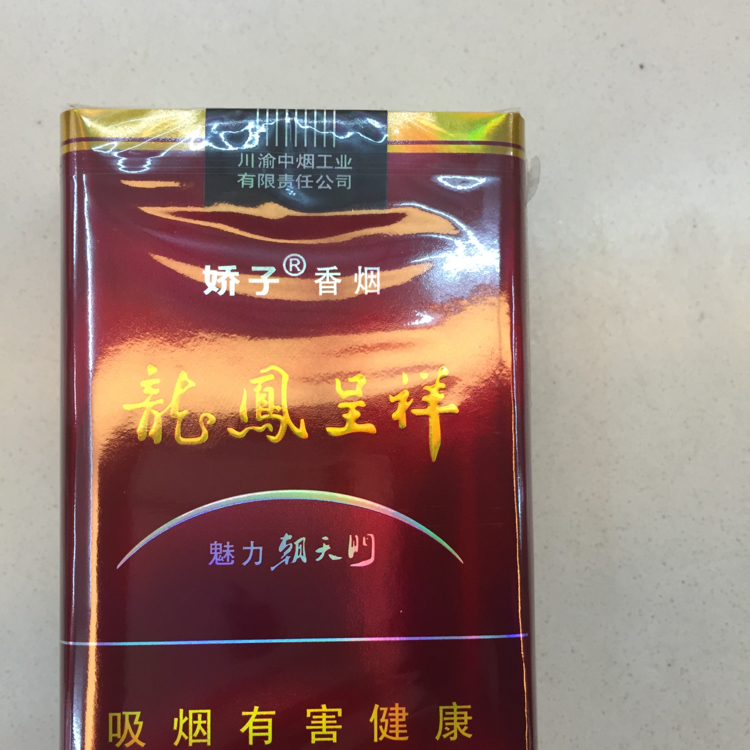 川渝中烟工业
有限责任公司
娇子®香烟
龍鳳呈祥
魅力朝天門
吸烟有害健康